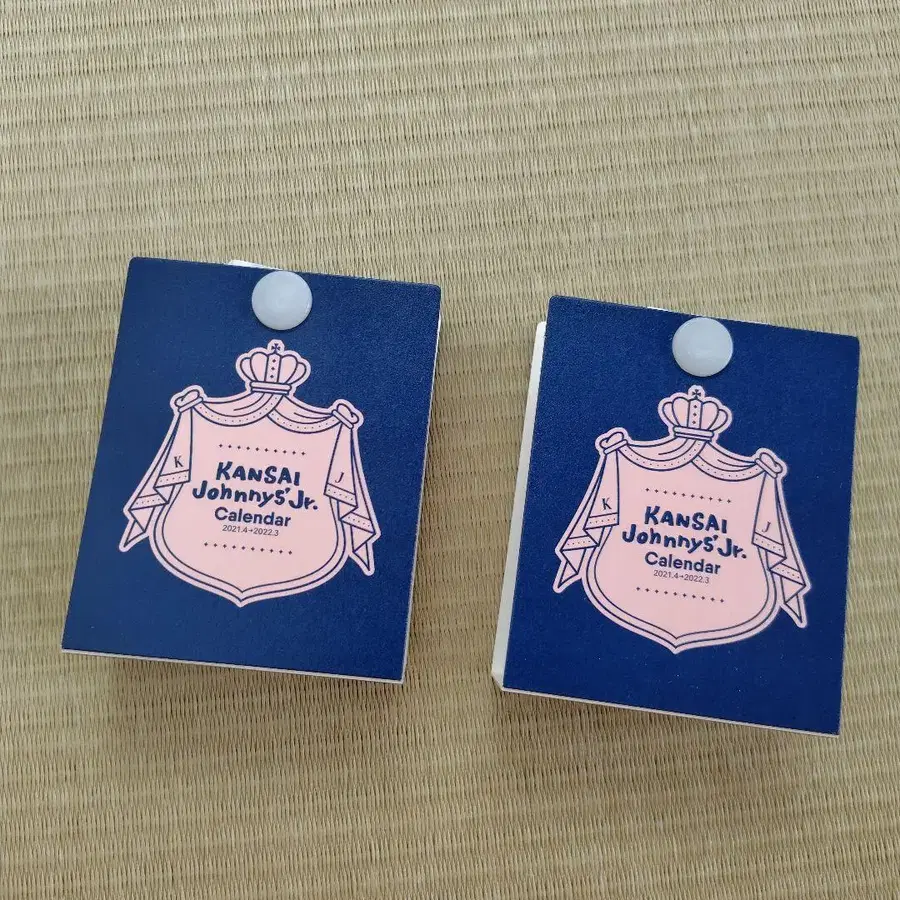 K
J
KANSAI
Johnnys' Jr.
Calendar
2021.4→2022.3
K
J
KANSAI
Johnnys' Jr.
Calendar
2021.4→2022.3